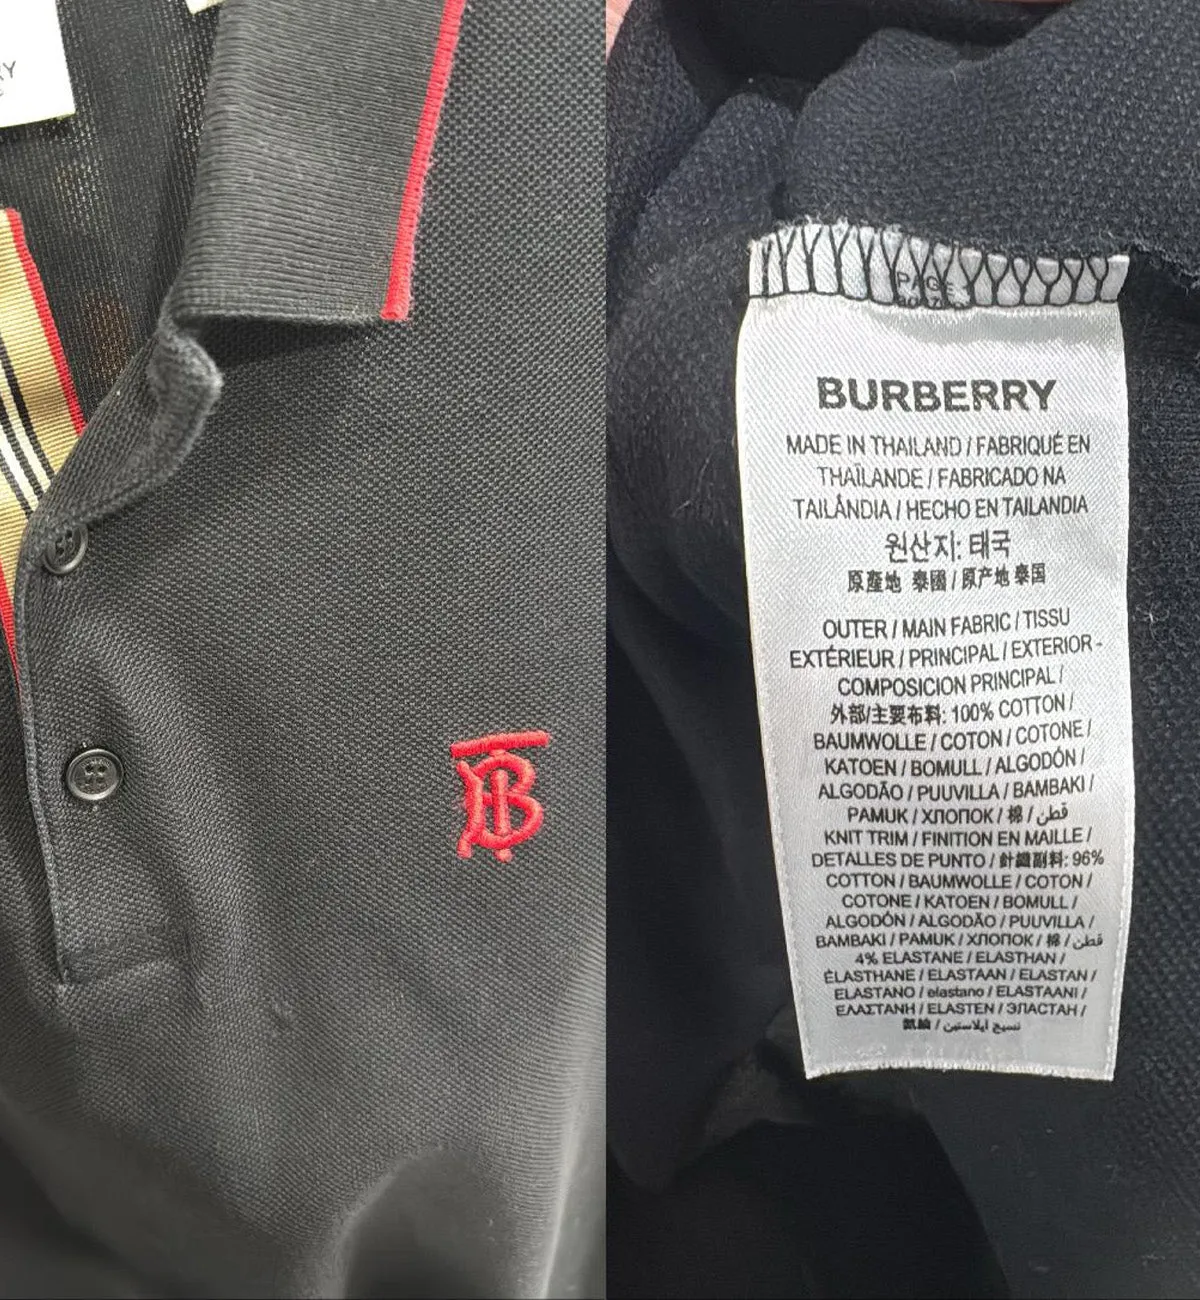 RY
TB
PAGE
BURBERRY
MADE IN THAILAND / FABRIQUÉ EN
THAÏLANDE / FABRICADO NA
TAILÂNDIA / HECHO EN TAILANDIA
원산지: 태국
原產地 泰國 / 原产地 泰国
OUTER / MAIN FABRIC / TISSU
EXTÉRIEUR / PRINCIPAL / EXTERIOR -
COMPOSICION PRINCIPAL /
外部/主要布料: 100% COTTON /
BAUMWOLLE / COTON / COTONE /
KATOEN / BOMULL / ALGODÓN /
ALGODÃO / PUUVILLA / BAMBAKI /
PAMUK / ХЛОПОК / 棉 / قطن /
KNIT TRIM / FINITION EN MAILLE /
DETALLES DE PUNTO / 針織副料: 96%
COTTON / BAUMWOLLE / COTON /
COTONE / KATOEN / BOMULL /
ALGODÓN / ALGODÃO / PUUVILLA /
BAMBAKI / PAMUK / ХЛОПОК / 棉 / قطن /
4% ELASTANE / ELASTHAN /
ÉLASTHANE / ELASTAAN / ELASTAN /
ELASTANO / elastano / ELASTAANI /
ΕΛΑΣΤΑΝΗ / ELASTEN / ЭЛАСТАН /
氨綸 / نسيج ايلاستين